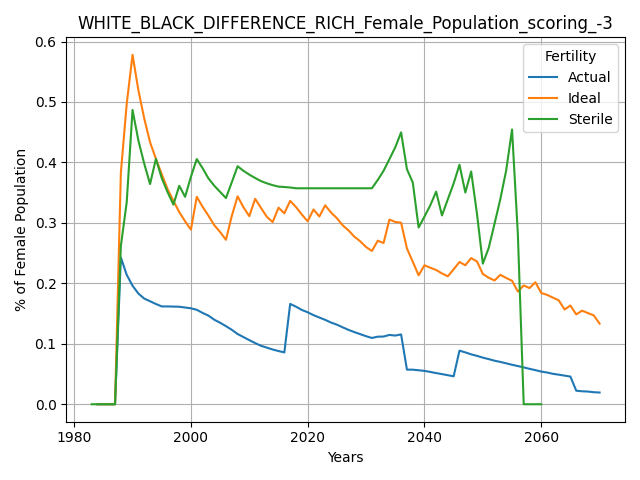 WHITE_BLACK_DIFFERENCE_RICH_Female_Population_scoring_-3
Fertility
Actual
Ideal
Sterile
% of Female Population
0.6
0.5
0.4
0.3
0.2
0.1
0.0
1980 2000 2020 2040 2060
Years